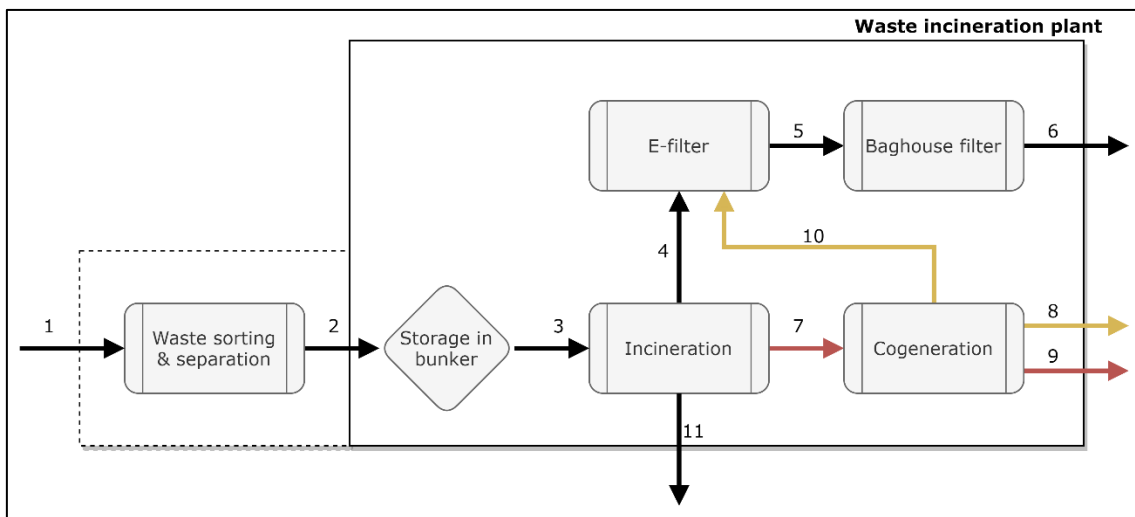 Waste incineration plant
E-filter
5
Baghouse filter
6
4
10
1
Waste sorting
& separation
2
Storage in
bunker
3
Incineration
7
Cogeneration
8
9
11